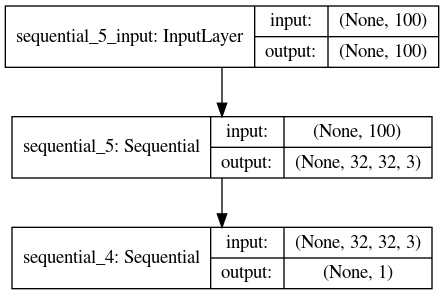 sequential_5_input: InputLayer
input: (None, 100)
output: (None, 100)
sequential_5: Sequential
input: (None, 100)
output: (None, 32, 32, 3)
sequential_4: Sequential
input: (None, 32, 32, 3)
output: (None, 1)